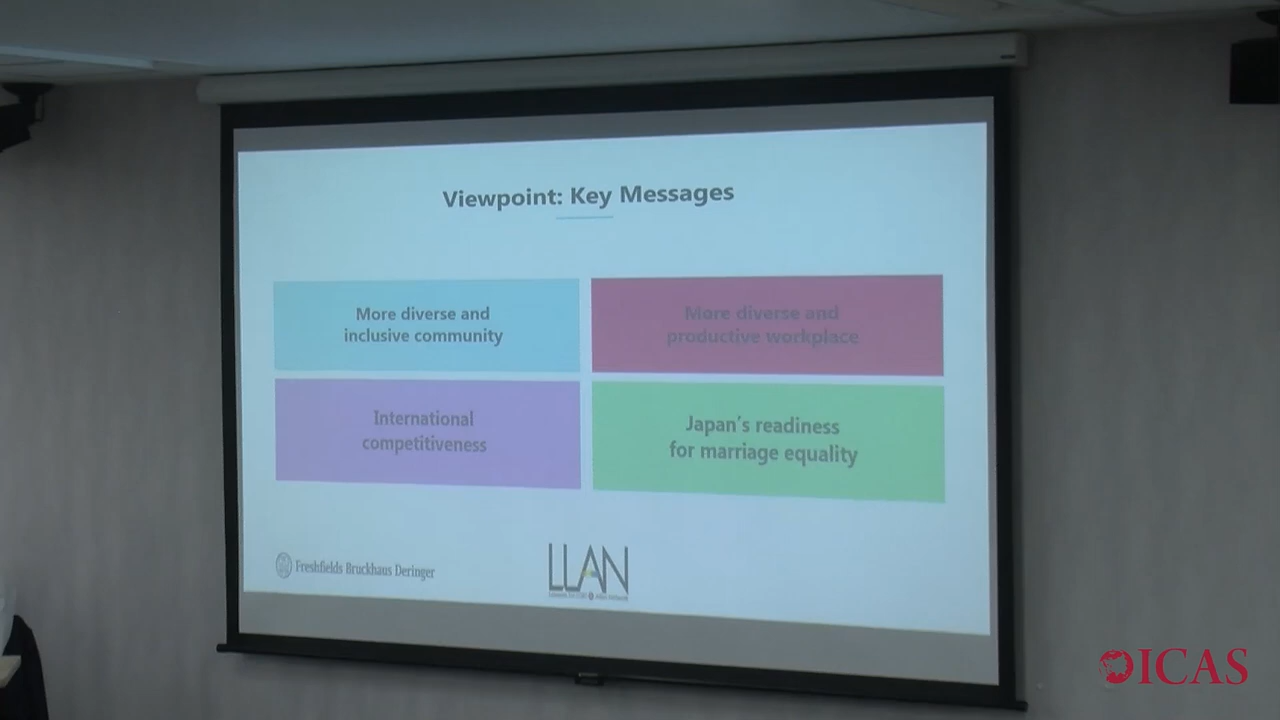 Viewpoint: Key Messages
More diverse and
inclusive community
More diverse and
productive workplace
International
competitiveness
Japan's readiness
for marriage equality
Freshfields Bruckhaus Deringer
LLAN
ICAS